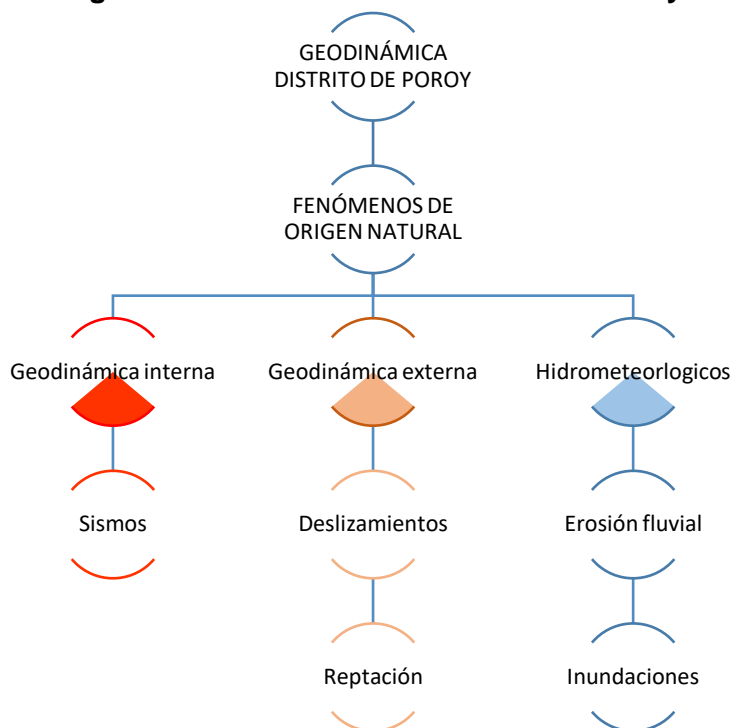 GEODINÁMICA
DISTRITO DE POROY
FENÓMENOS DE
ORIGEN NATURAL
Geodinámica interna
Geodinámica externa
Hidrometeorlogicos
Sismos
Deslizamientos
Erosión fluvial
Reptación
Inundaciones